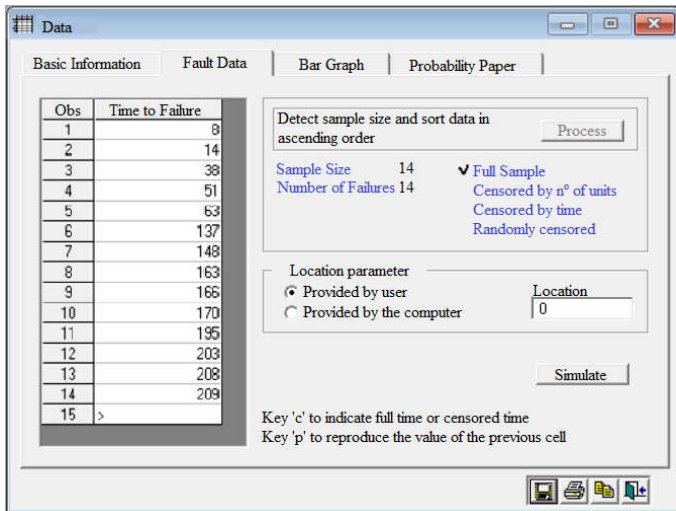 Data
Basic Information Fault Data Bar Graph Probability Paper
Obs Time to Failure
1 8
2 14
3 38
4 51
5 63
6 137
7 148
8 163
9 166
10 170
11 195
12 203
13 208
14 209
15 >
Detect sample size and sort data in
ascending order
Process
Sample Size 14
Number of Failures 14
✔ Full Sample
Censored by nº of units
Censored by time
Randomly censored
Location parameter
Provided by user
Provided by the computer
Location
0
Simulate
Key 'c' to indicate full time or censored time
Key 'p' to reproduce the value of the previous cell